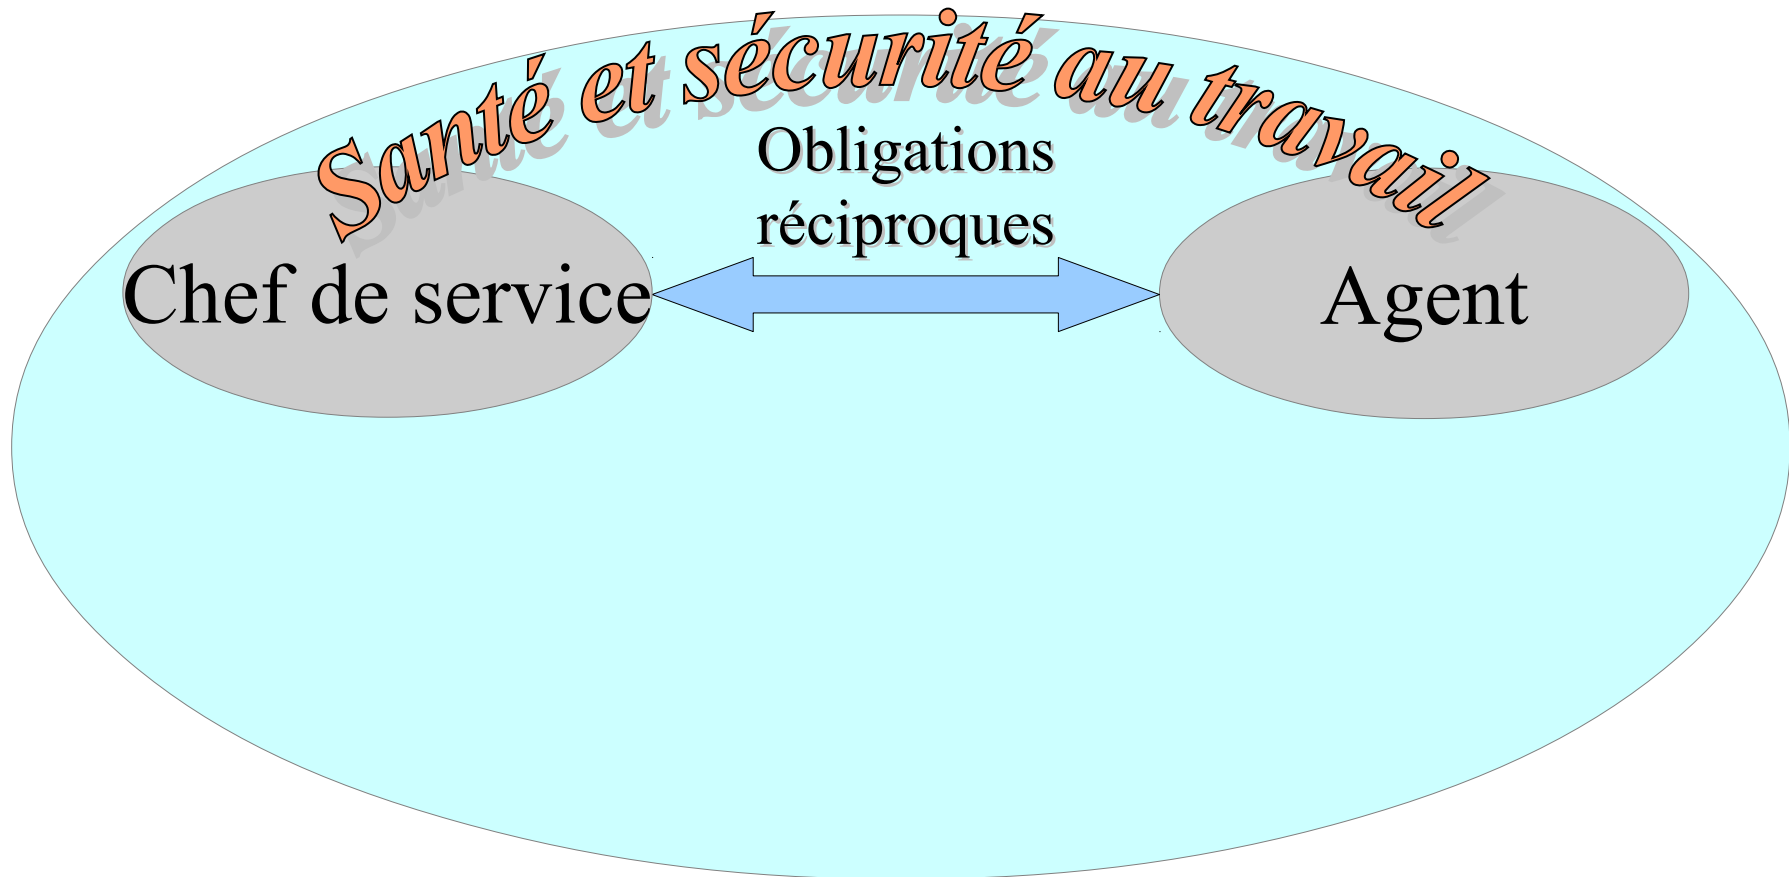 Santé et sécurité au travail
Obligations
réciproques
Chef de service
Agent